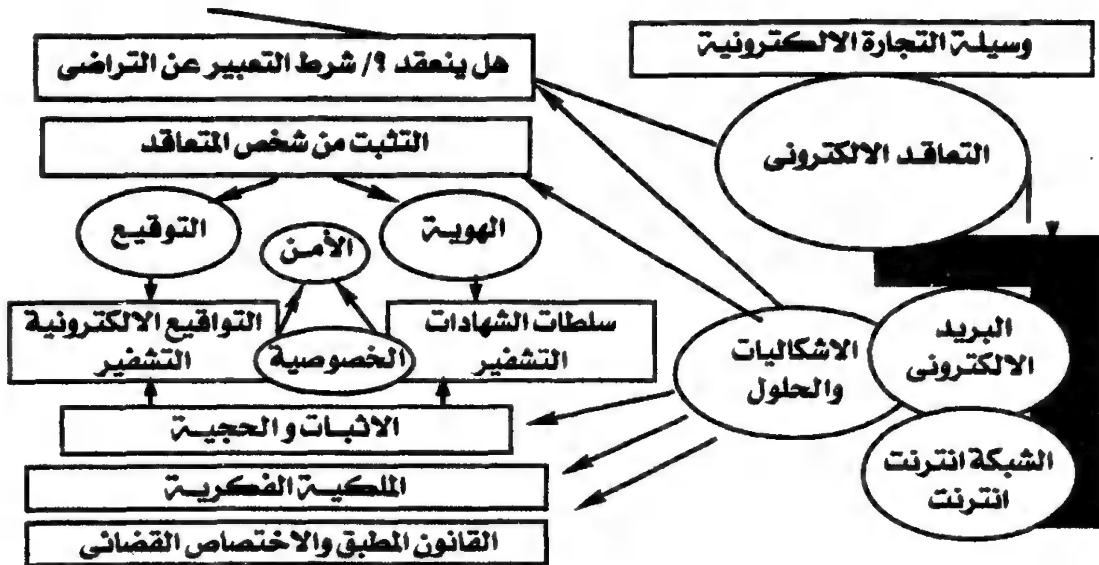 وسيلة التجارة الالكترونية
هل ينعقد ؟/ شرط التعبير عن التراضى
التعاقد الالكترونى
التثبت من شخص المتعاقد
الهوية
التوقيع
الأمن
سلطات الشهادات
التشفير
التواقيع الالكترونية
التشفير
الخصوصية
الاشكاليات
والحلول
البريد
الالكترونى
الاثبات والحجية
الشبكة انترنت
انترنت
الملكية الفكرية
القانون المطبق والاختصاص القضائى